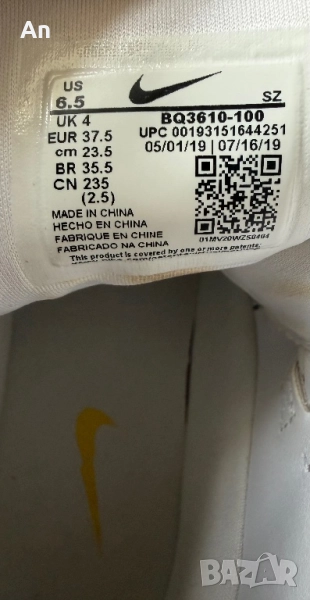 An
US
6.5
SZ
UK 4
BQ3610-100
EUR 37.5
UPC 00193151644251
cm 23.5
05/01/19 | 07/16/19
BR 35.5
CN 235
(2.5)
MADE IN CHINA
HECHO EN CHINA
FABRIQUE EN CHINE
FABRICADO NA CHINA
This product is covered by one or more patents.
BAZAR